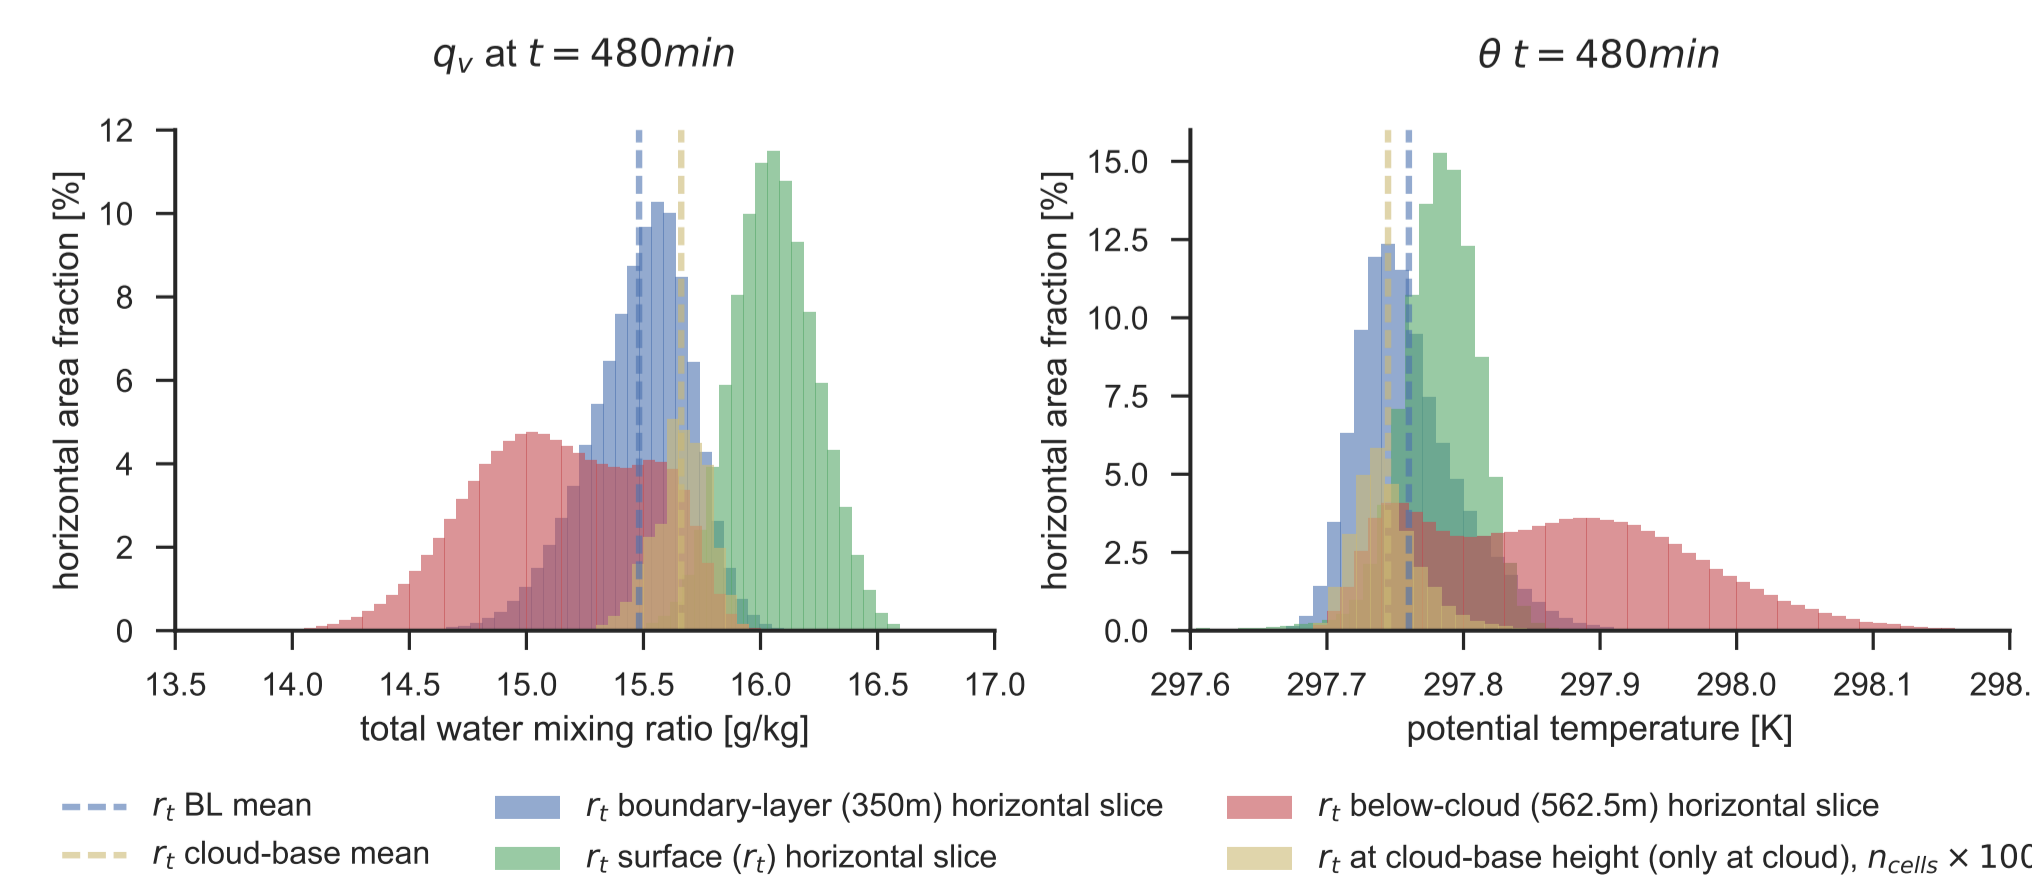 q_v at t = 480min
θ t = 480min
horizontal area fraction [%]
12
10
8
6
4
2
0
13.5 14.0 14.5 15.0 15.5 16.0 16.5 17.0
total water mixing ratio [g/kg]
horizontal area fraction [%]
15.0
12.5
10.0
7.5
5.0
2.5
0.0
297.6 297.7 297.8 297.9 298.0 298.1 298.
potential temperature [K]
r_t BL mean
r_t cloud-base mean
r_t boundary-layer (350m) horizontal slice
r_t surface (r_t) horizontal slice
r_t below-cloud (562.5m) horizontal slice
r_t at cloud-base height (only at cloud), n_cells × 100